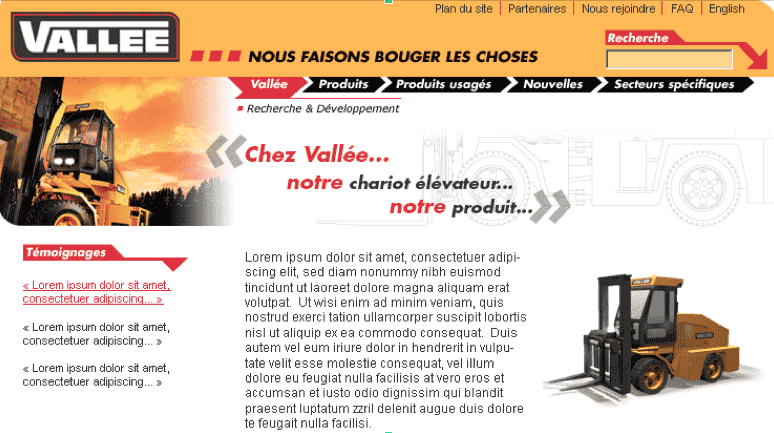 Plan du site | Partenaires | Nous rejoindre | FAQ | English
VALLEE
NOUS FAISONS BOUGER LES CHOSES
Recherche
Vallée Produits Produits usagés Nouvelles Secteurs spécifiques
Recherche & Développement
« Chez Vallée...
notre chariot élévateur...
notre produit... »
Témoignages
« Lorem ipsum dolor sit amet,
consectetuer adipiscing... »
« Lorem ipsum dolor sit amet,
consectetuer adipiscing... »
« Lorem ipsum dolor sit amet,
consectetuer adipiscing... »
Lorem ipsum dolor sit amet, consectetuer adipi-
scing elit, sed diam nonummy nibh euismod
tincidunt ut laoreet dolore magna aliquam erat
volutpat. Ut wisi enim ad minim veniam, quis
nostrud exerci tation ullamcorper suscipit lobortis
nisl ut aliquip ex ea commodo consequat. Duis
autem vel eum iriure dolor in hendrerit in vulpu-
tate velit esse molestie consequat, vel illum
dolore eu feugiat nulla facilisis at vero eros et
accumsan et iusto odio dignissim qui blandit
praesent luptatum zzril delenit augue duis dolore
te feugait nulla facilisi.